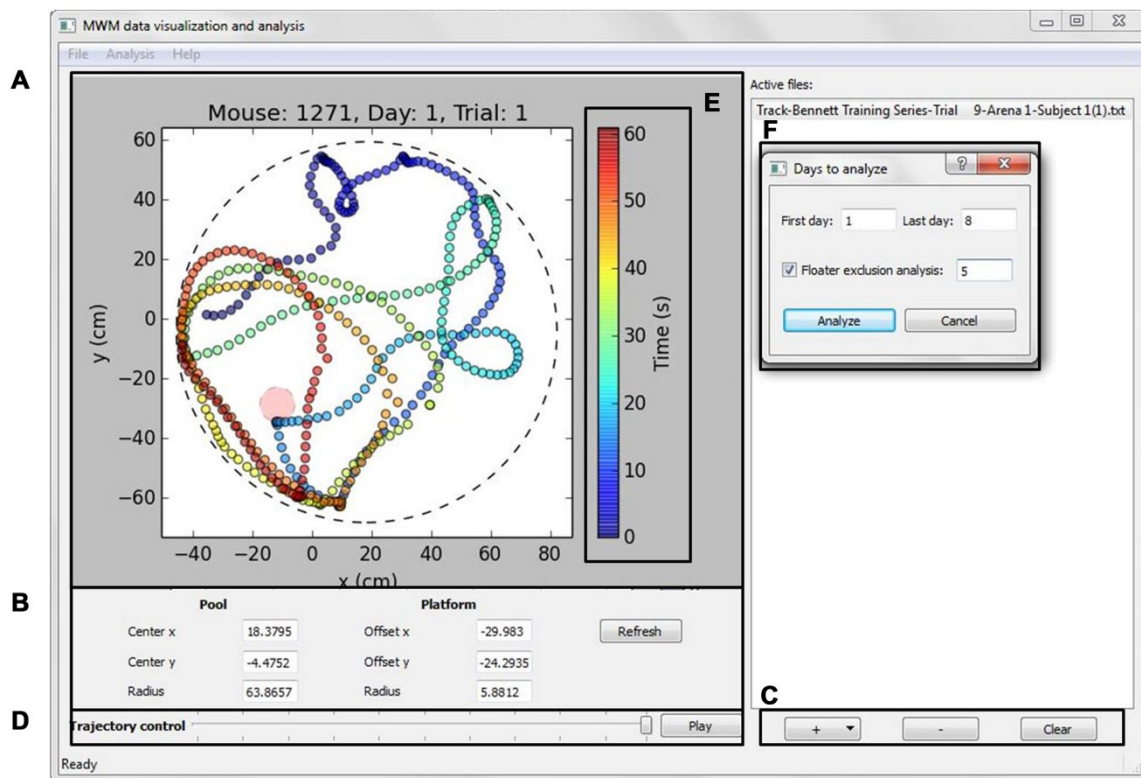 MWM data visualization and analysis
File Analysis Help
A
Mouse: 1271, Day: 1, Trial: 1
E
60
40
20
0
−20
−40
−60
y (cm)
−40 −20 0 20 40 60 80
x (cm)
60
50
40
30
20
10
0
Time (s)
Active files:
Track-Bennett Training Series-Trial 9-Arena 1-Subject 1(1).txt
F
Days to analyze
First day: 1 Last day: 8
Floater exclusion analysis: 5
Analyze Cancel
B
Pool Platform
Center x 18.3795 Offset x -29.983 Refresh
Center y -4.4752 Offset y -24.2935
Radius 63.8657 Radius 5.8812
C
D
Trajectory control Play
+ - Clear
Ready